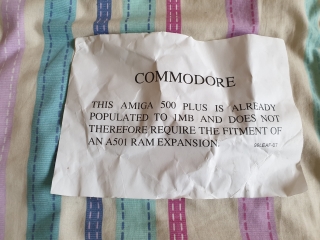 COMMODORE
THIS AMIGA 500 PLUS IS ALREADY
POPULATED TO 1MB AND DOES NOT
THEREFORE REQUIRE THE FITMENT OF
AN A501 RAM EXPANSION.